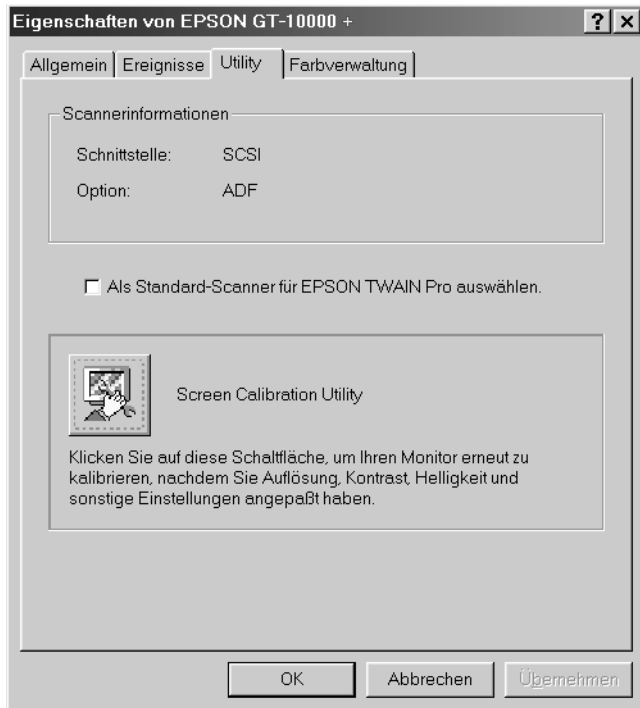 Eigenschaften von EPSON GT-10000 +
Allgemein Ereignisse Utility Farbverwaltung
Scannerinformationen
Schnittstelle: SCSI
Option: ADF
Als Standard-Scanner für EPSON TWAIN Pro auswählen.
Screen Calibration Utility
Klicken Sie auf diese Schaltfläche, um Ihren Monitor erneut zu
kalibrieren, nachdem Sie Auflösung, Kontrast, Helligkeit und
sonstige Einstellungen angepaßt haben.
OK Abbrechen Übernehmen